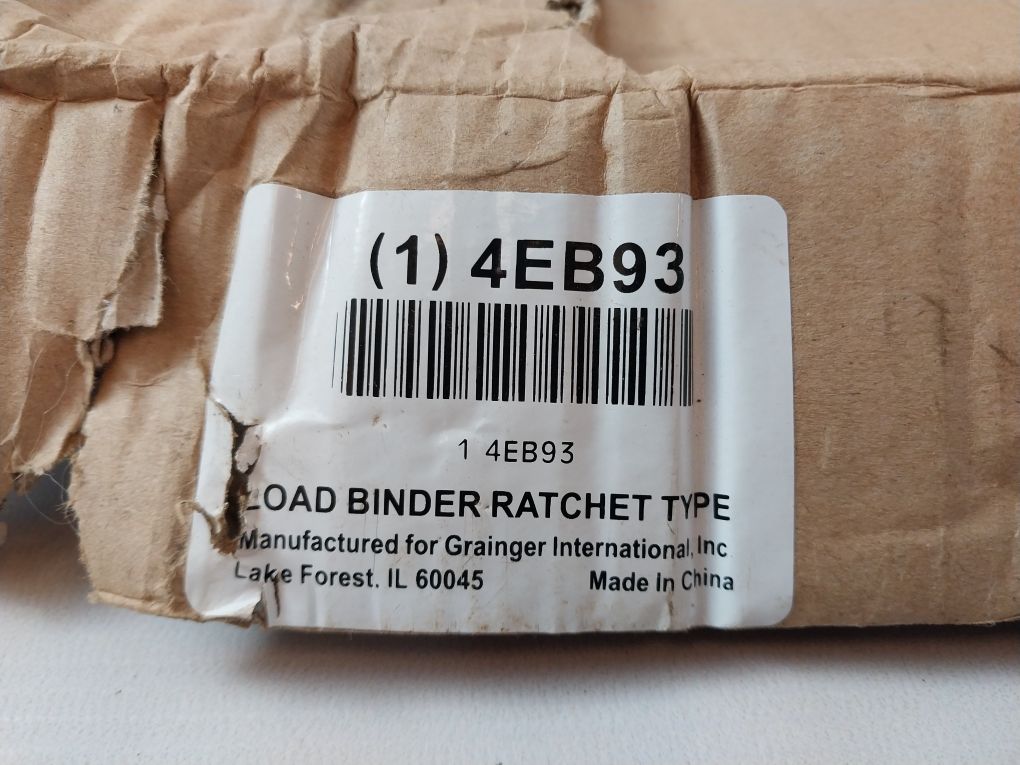 (1) 4EB93
1 4EB93
LOAD BINDER RATCHET TYPE
Manufactured for Grainger International, Inc
Lake Forest, IL 60045 Made In China